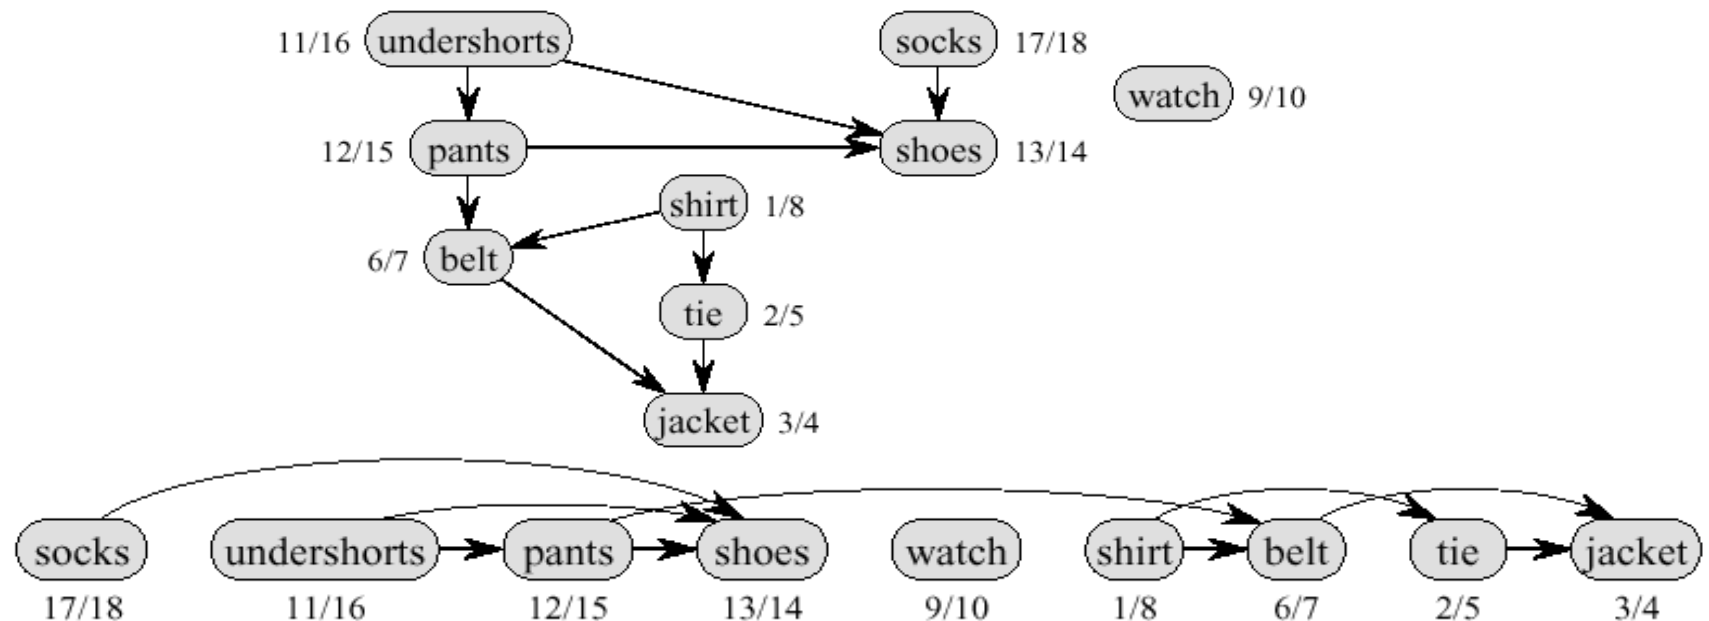 11/16 undershorts socks 17/18
watch 9/10
12/15 pants shoes 13/14
shirt 1/8
6/7 belt
tie 2/5
jacket 3/4
socks undershorts pants shoes watch shirt belt tie jacket
17/18 11/16 12/15 13/14 9/10 1/8 6/7 2/5 3/4